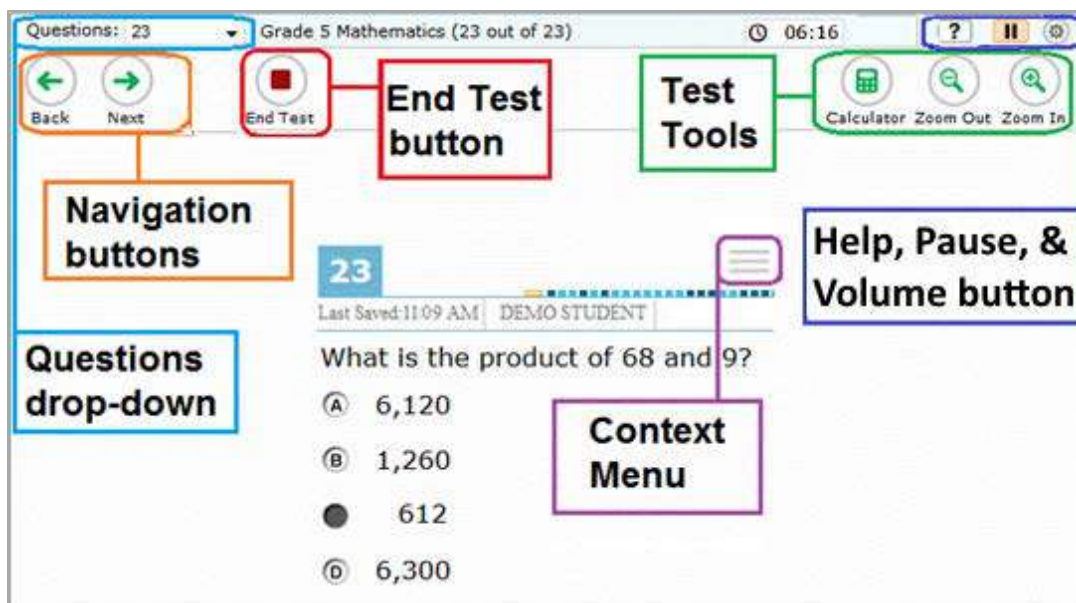 Questions: 23 Grade 5 Mathematics (23 out of 23) 06:16 ?
Back Next End Test Calculator Zoom Out Zoom In
End Test
button
Test
Tools
Navigation
buttons
Help, Pause, &
Volume button
23
Last Saved:11:09 AM DEMO STUDENT
Questions
drop-down
What is the product of 68 and 9?
A 6,120
B 1,260
612
D 6,300
Context
Menu